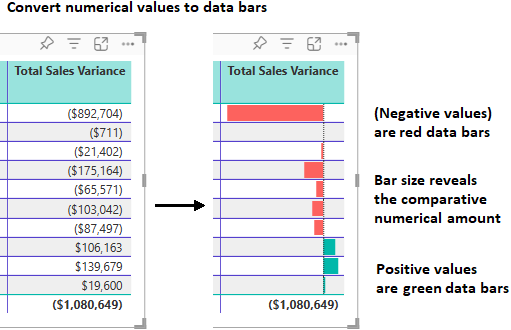 Convert numerical values to data bars
Total Sales Variance
($892,704)
($711)
($21,402)
($175,164)
($65,571)
($103,042)
($87,497)
$106,163
$139,679
$19,600
($1,080,649)
Total Sales Variance
($1,080,649)
(Negative values)
are red data bars
Bar size reveals
the comparative
numerical amount
Positive values
are green data bars